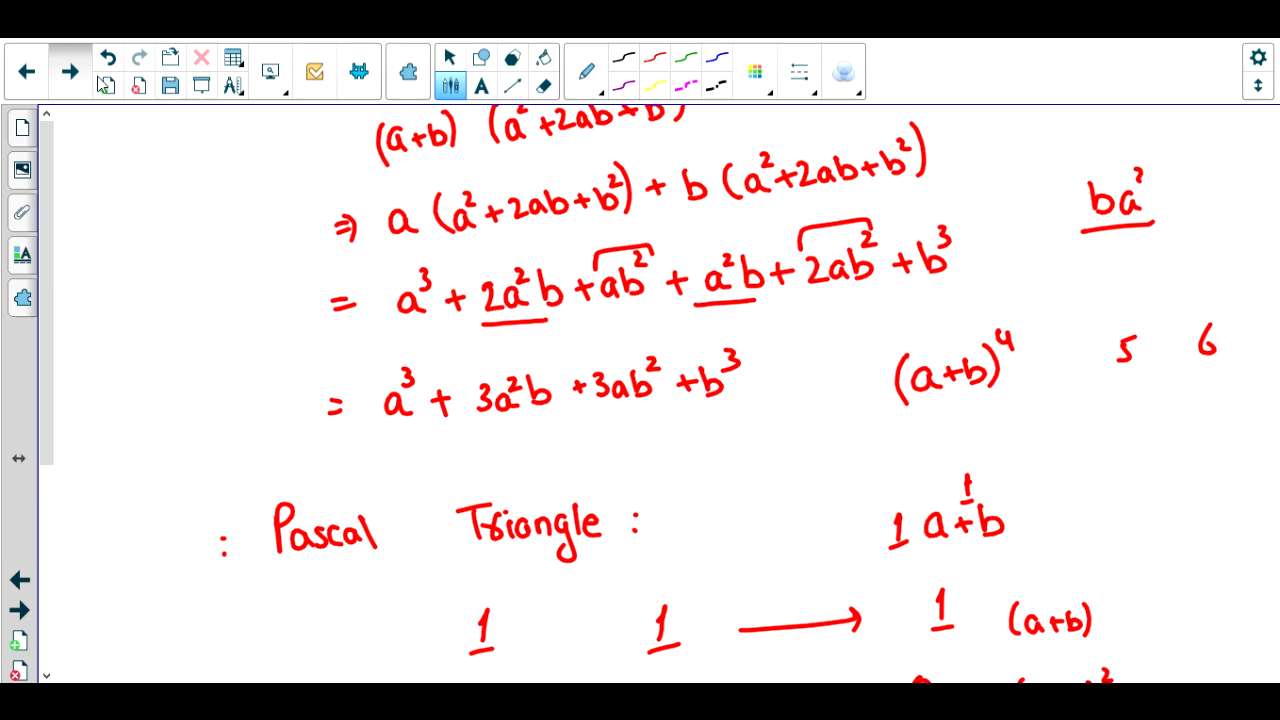 (a+b) (a²+2ab+b²)
⇒ a (a²+2ab+b²) + b (a²+2ab+b²)
ba²
= a³ + 2a²b + ab² + a²b + 2ab² + b³
= a³ + 3a²b + 3ab² + b³
(a+b)⁴ 5 6
: Pascal Triangle :
1 a + 1 b
1 1 → 1 (a+b)